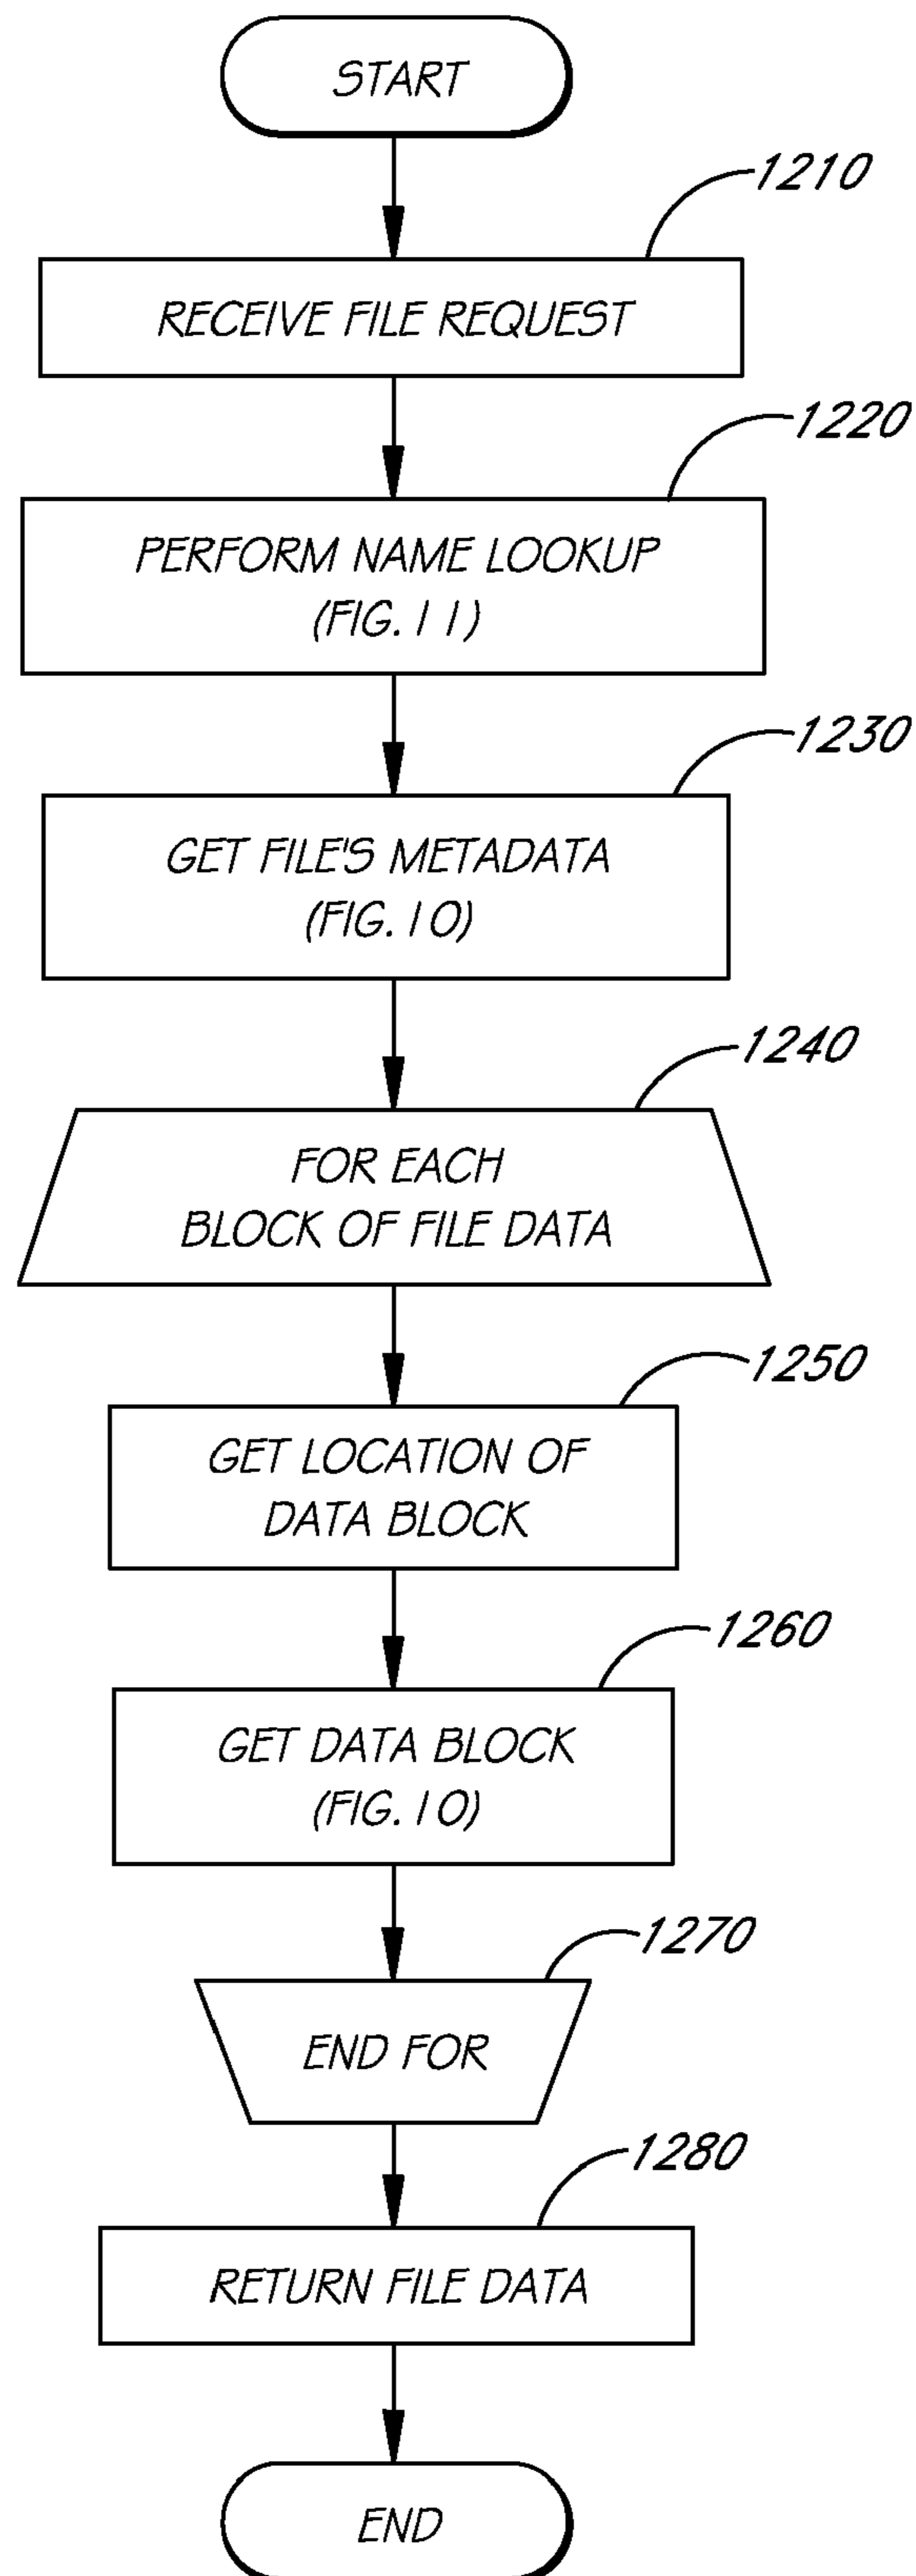 START
1210
RECEIVE FILE REQUEST
1220
PERFORM NAME LOOKUP
(FIG. 11)
1230
GET FILE'S METADATA
(FIG. 10)
1240
FOR EACH
BLOCK OF FILE DATA
1250
GET LOCATION OF
DATA BLOCK
1260
GET DATA BLOCK
(FIG. 10)
1270
END FOR
1280
RETURN FILE DATA
END